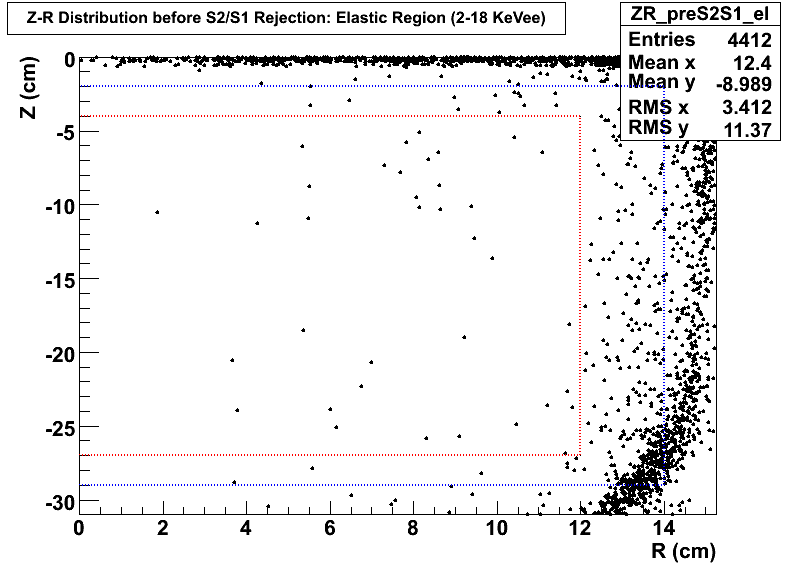 Z-R Distribution before S2/S1 Rejection: Elastic Region (2-18 KeVee)
ZR_preS2S1_el
Entries 4412
Mean x 12.4
Mean y -8.989
RMS x 3.412
RMS y 11.37
Z (cm)
0
-5
-10
-15
-20
-25
-30
0 2 4 6 8 10 12 14
R (cm)